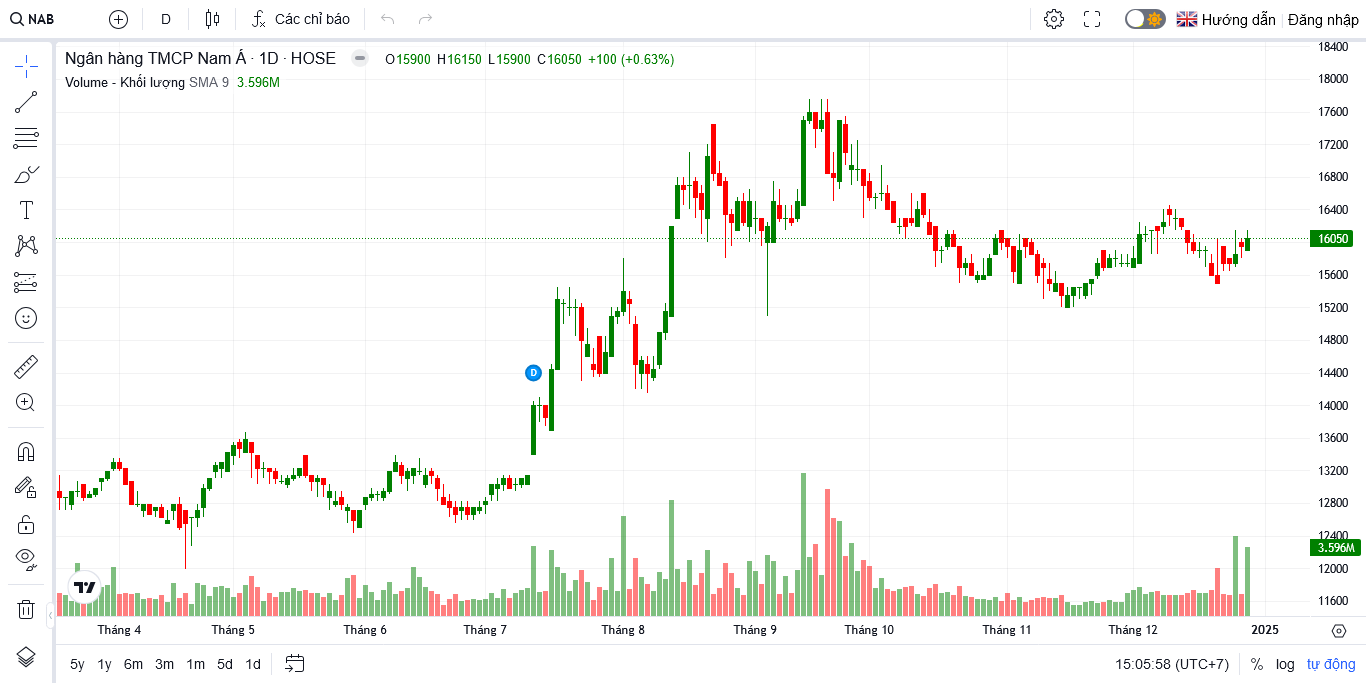 NAB D Các chỉ báo Hướng dẫn Đăng nhập
Ngân hàng TMCP Nam Á · 1D · HOSE O15900 H16150 L15900 C16050 +100 (+0.63%)
Volume - Khối lượng SMA 9 3.596M
18400
18000
17600
17200
16800
16400
16050
15600
15200
14800
14400
D
14000
13600
13200
12800
12400
3.596M
12000
11600
Tháng 4 Tháng 5 Tháng 6 Tháng 7 Tháng 8 Tháng 9 Tháng 10 Tháng 11 Tháng 12 2025
5y 1y 6m 3m 1m 5d 1d 15:05:58 (UTC+7) % log tự động